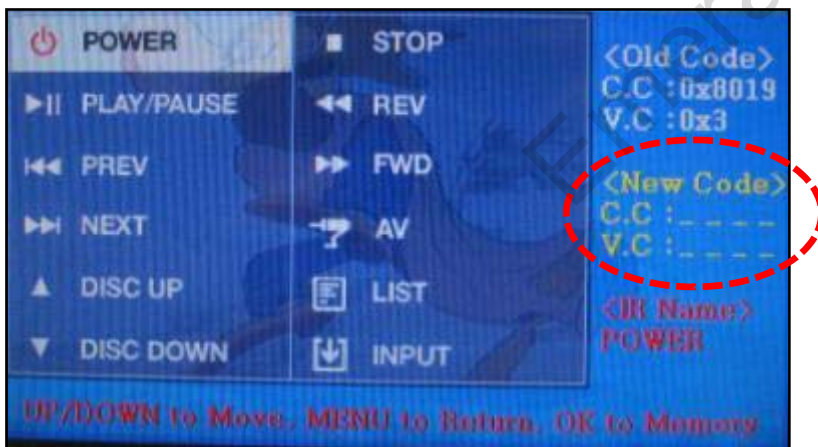 POWER
PLAY/PAUSE
PREV
NEXT
DISC UP
DISC DOWN
STOP
REV
FWD
AV
LIST
INPUT
<Old Code>
C.C :0x8019
V.C :0x3
<New Code>
C.C :_ _ _ _
V.C :_ _ _ _
<IR Name>
POWER
UP/DOWN to Move, MENU to Return, OK to Memory